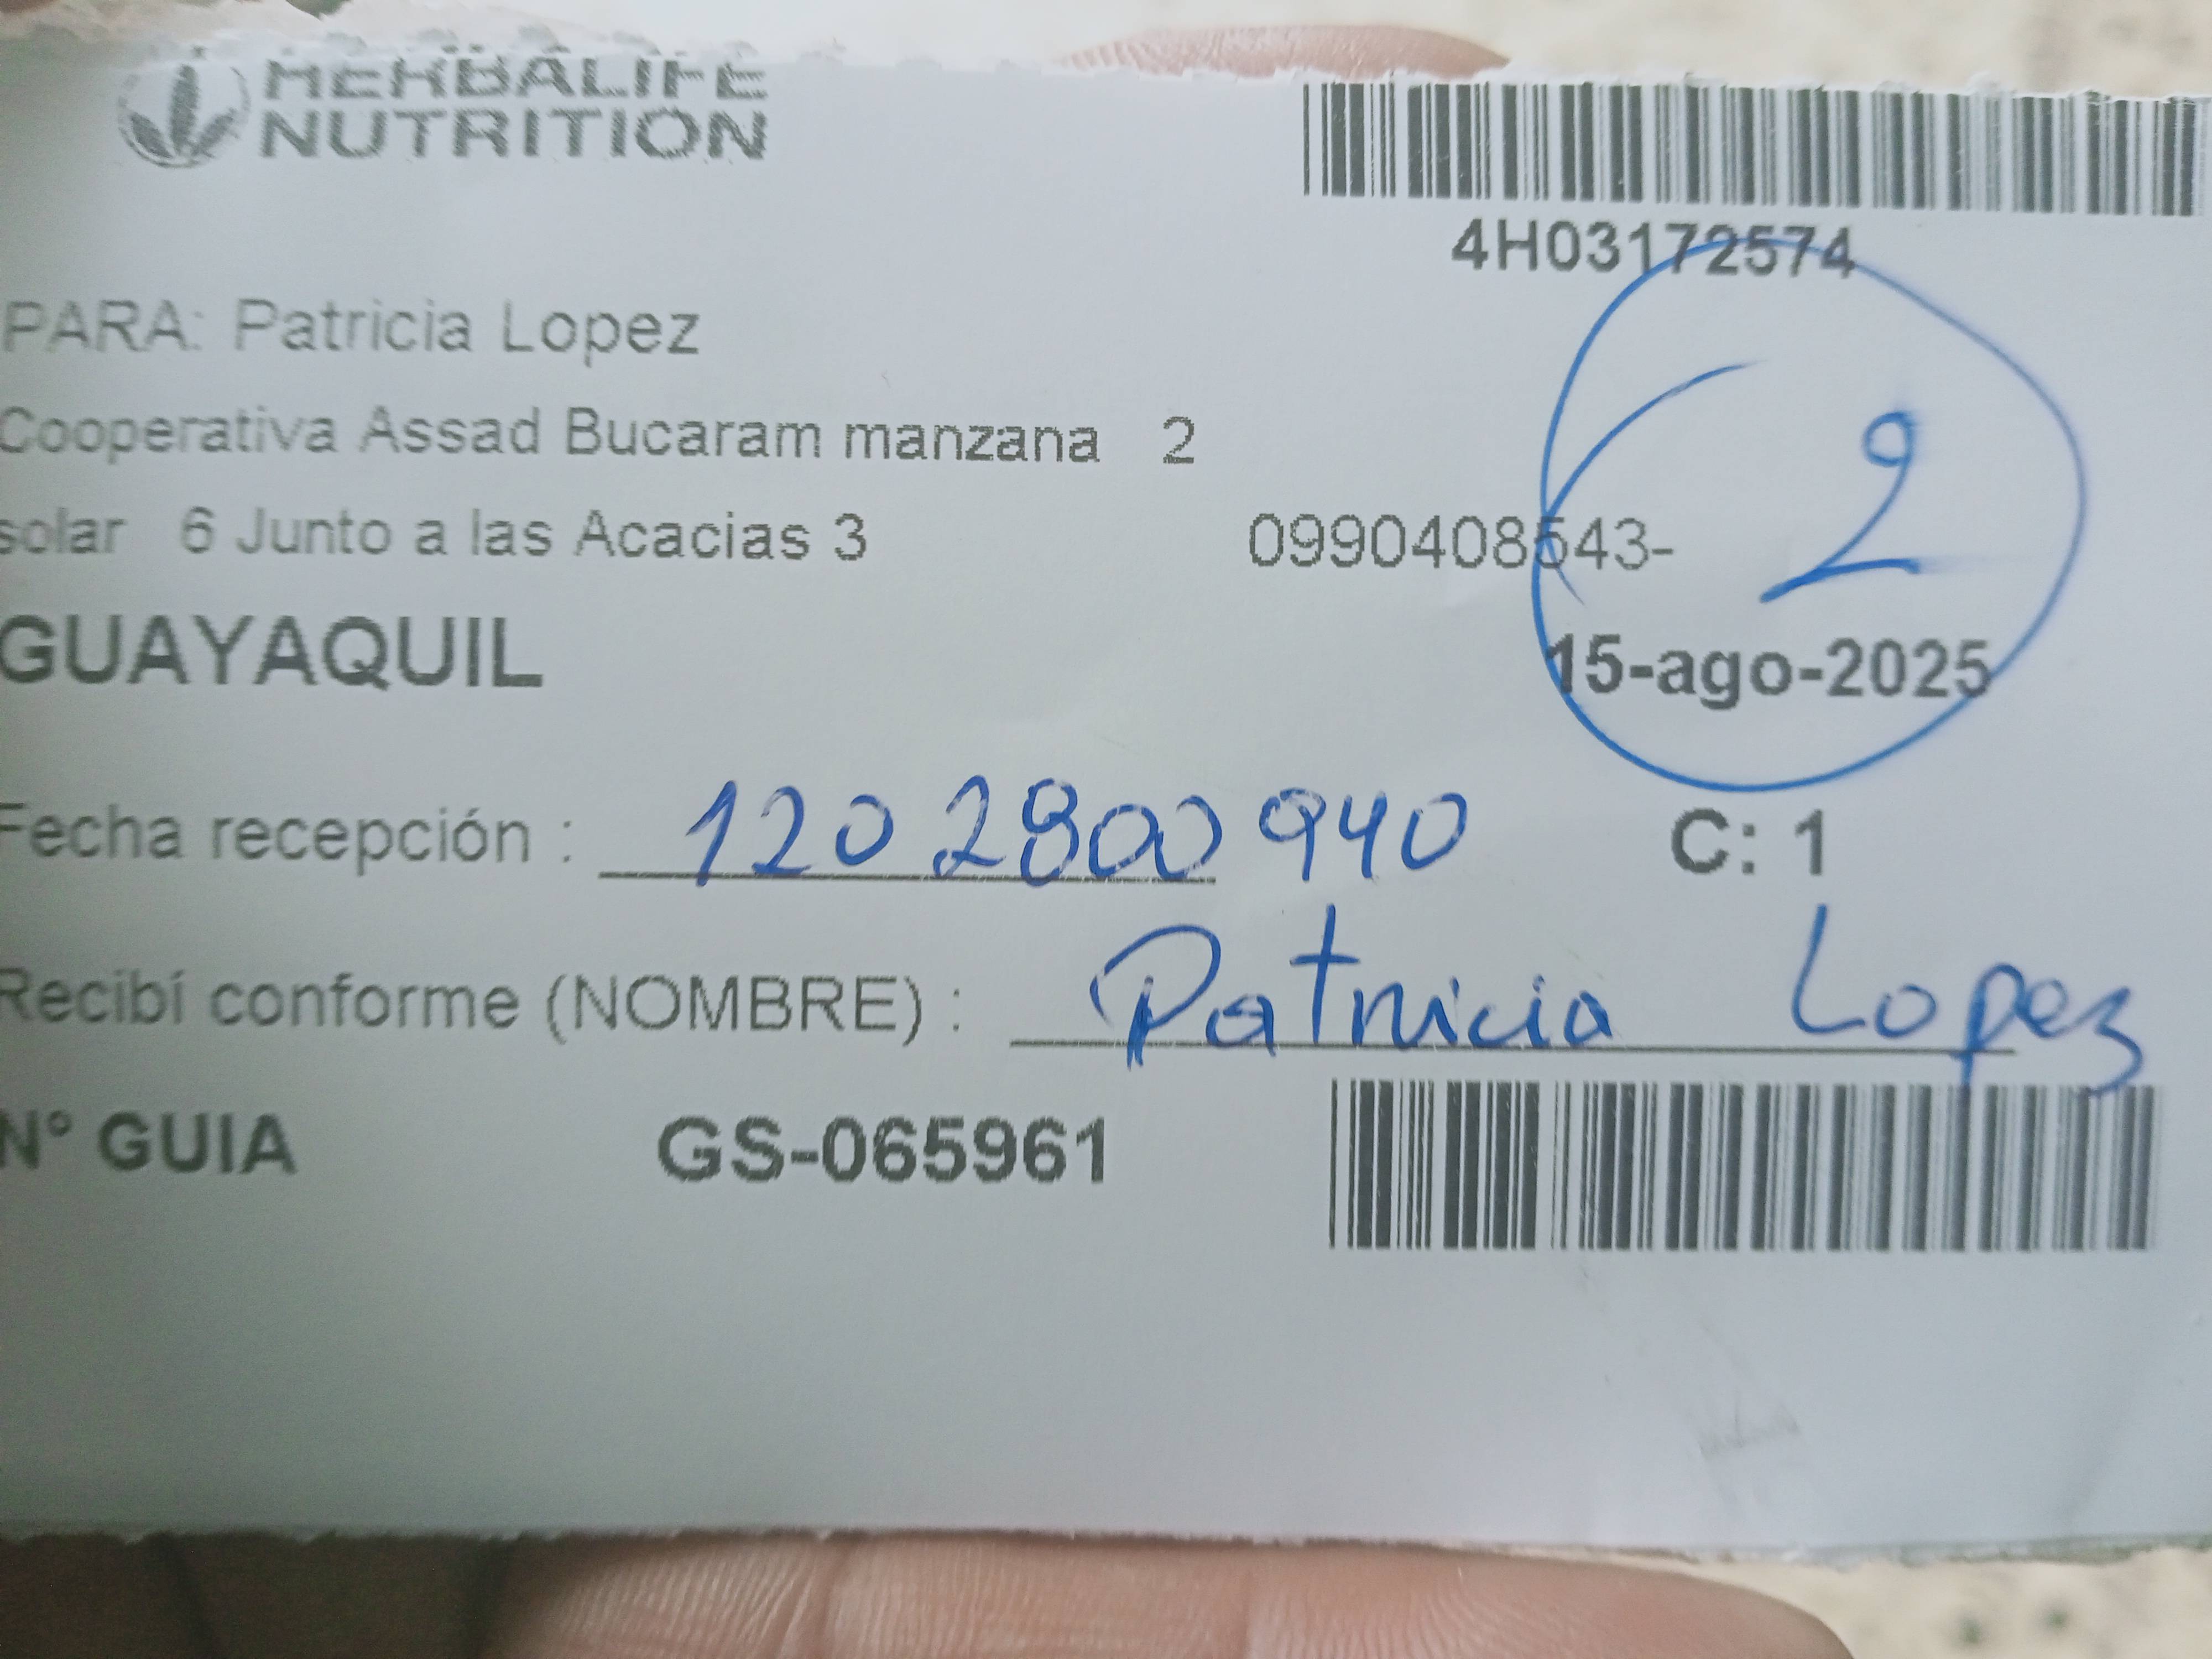 HERBALIFE
NUTRITION
4H03172574
PARA: Patricia Lopez
Cooperativa Assad Bucaram manzana 2
solar 6 Junto a las Acacias 3 0990408543-
2
GUAYAQUIL 15-ago-2025
Fecha recepción : 1202800940 C: 1
Recibí conforme (NOMBRE) : Patricia Lopez
N° GUIA GS-065961